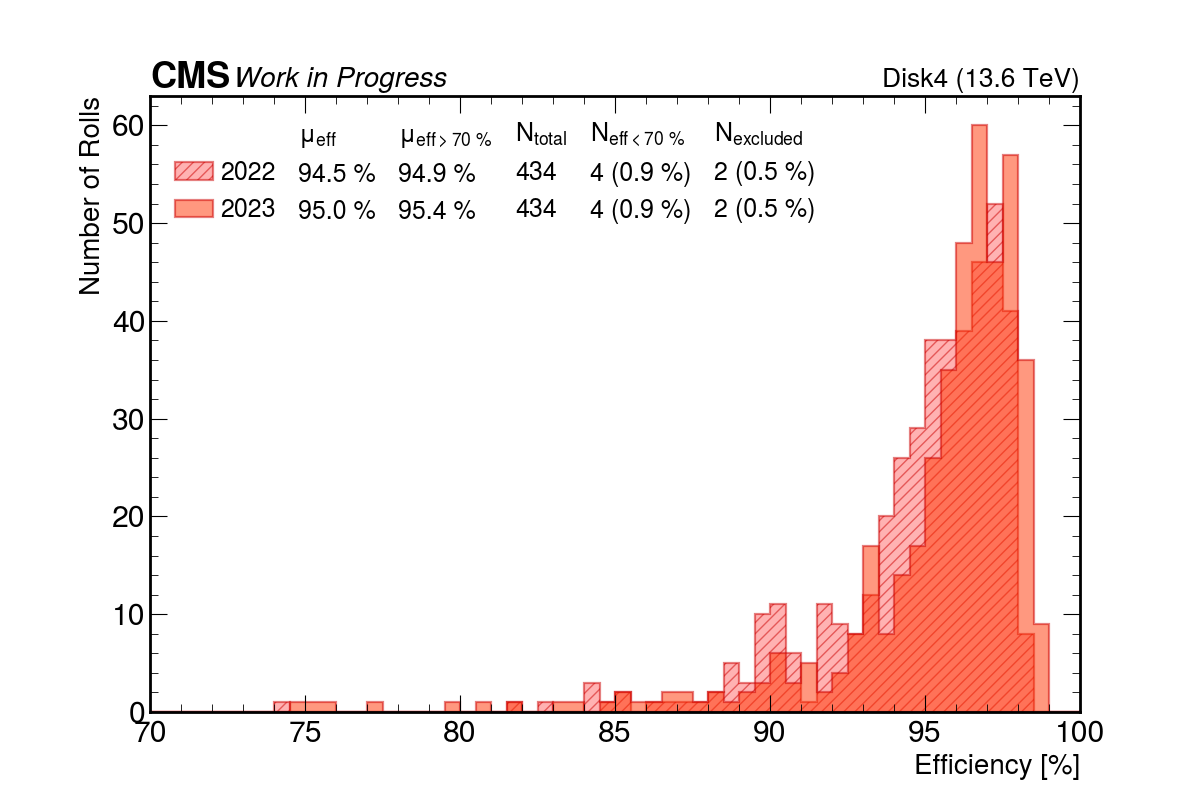 CMS Work in Progress Disk4 (13.6 TeV)
Number of Rolls
μeff μeff > 70 % Ntotal Neff < 70 % Nexcluded
2022 94.5 % 94.9 % 434 4 (0.9 %) 2 (0.5 %)
2023 95.0 % 95.4 % 434 4 (0.9 %) 2 (0.5 %)
60
50
40
30
20
10
0
70 75 80 85 90 95 100
Efficiency [%]